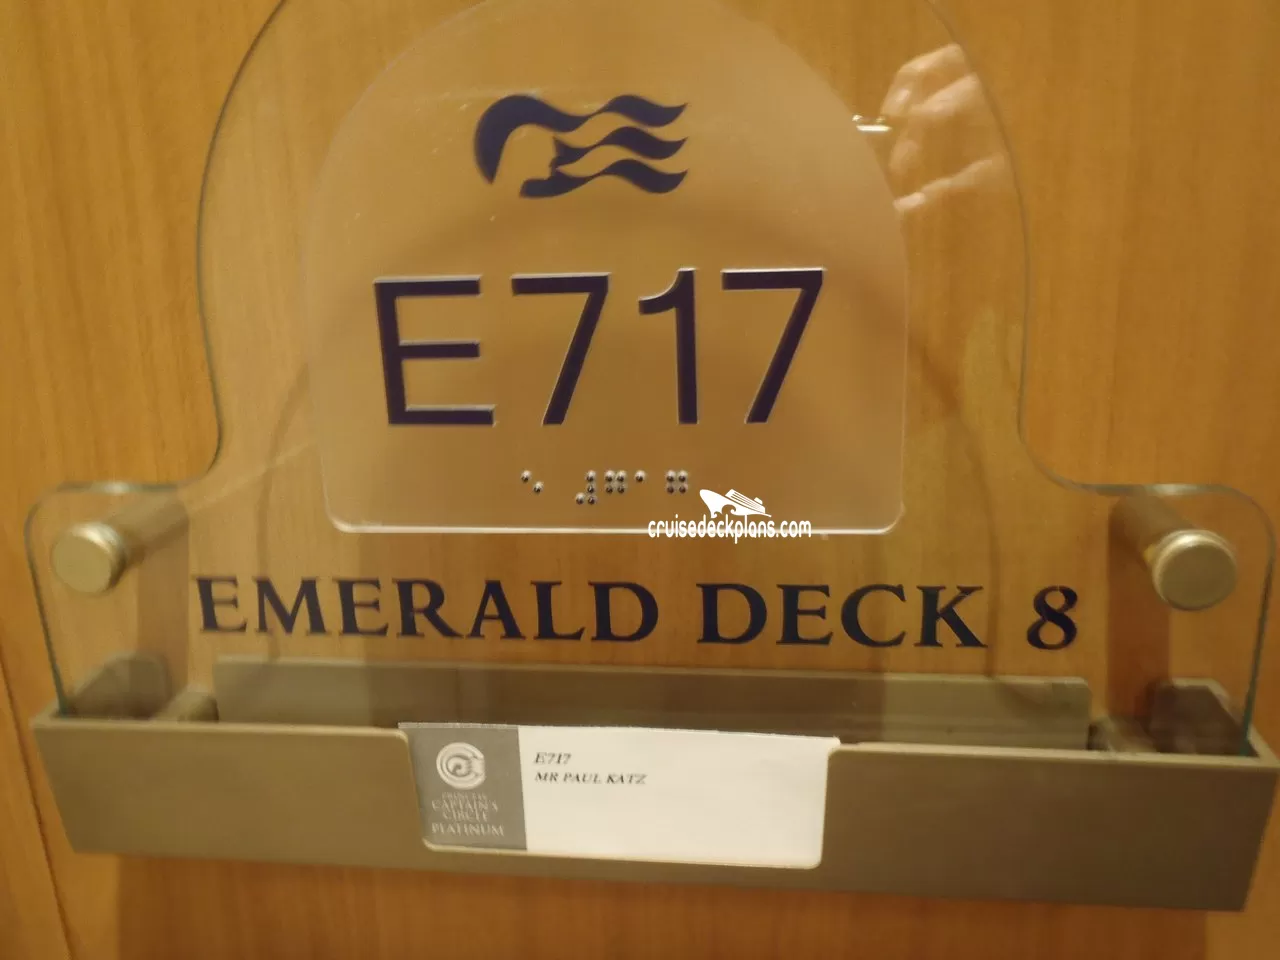 E717
cruisedeckplans.com
EMERALD DECK 8
E717
MR PAUL KATZ
PRINCESS
CAPTAIN'S
CIRCLE
PLATINUM